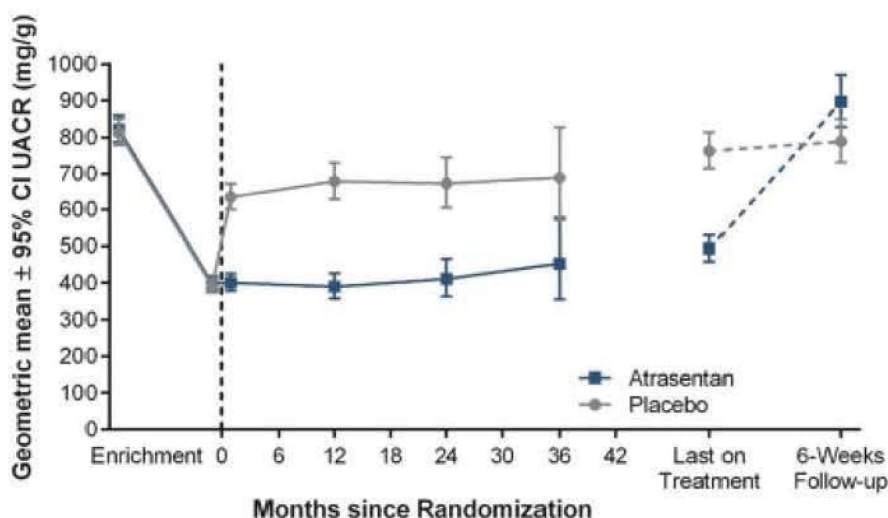 Geometric mean ± 95% CI UACR (mg/g)
1000
900
800
700
600
500
400
300
200
100
0
Atrasentan
Placebo
Enrichment 0 6 12 18 24 30 36 42 Last on Treatment 6-Weeks Follow-up
Months since Randomization